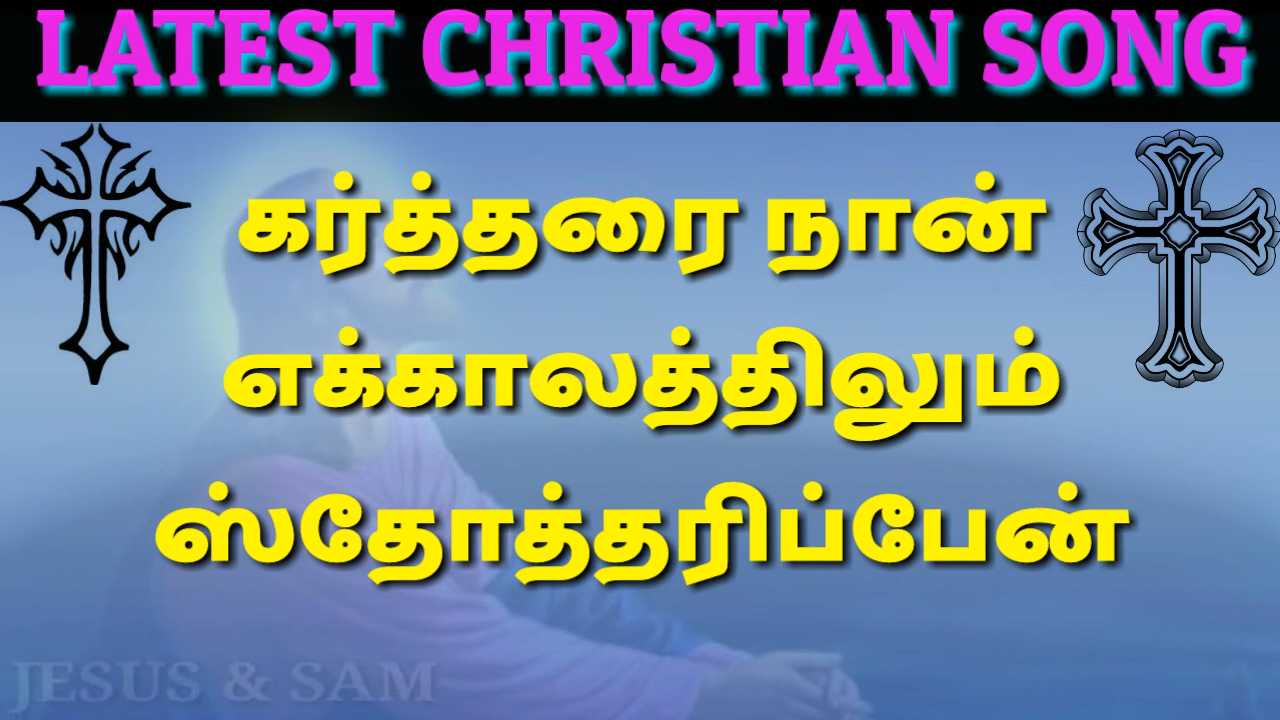 LATEST CHRISTIAN SONG
கர்த்தரை நான்
எக்காலத்திலும்
ஸ்தோத்தரிப்பேன்
JESUS & SAM